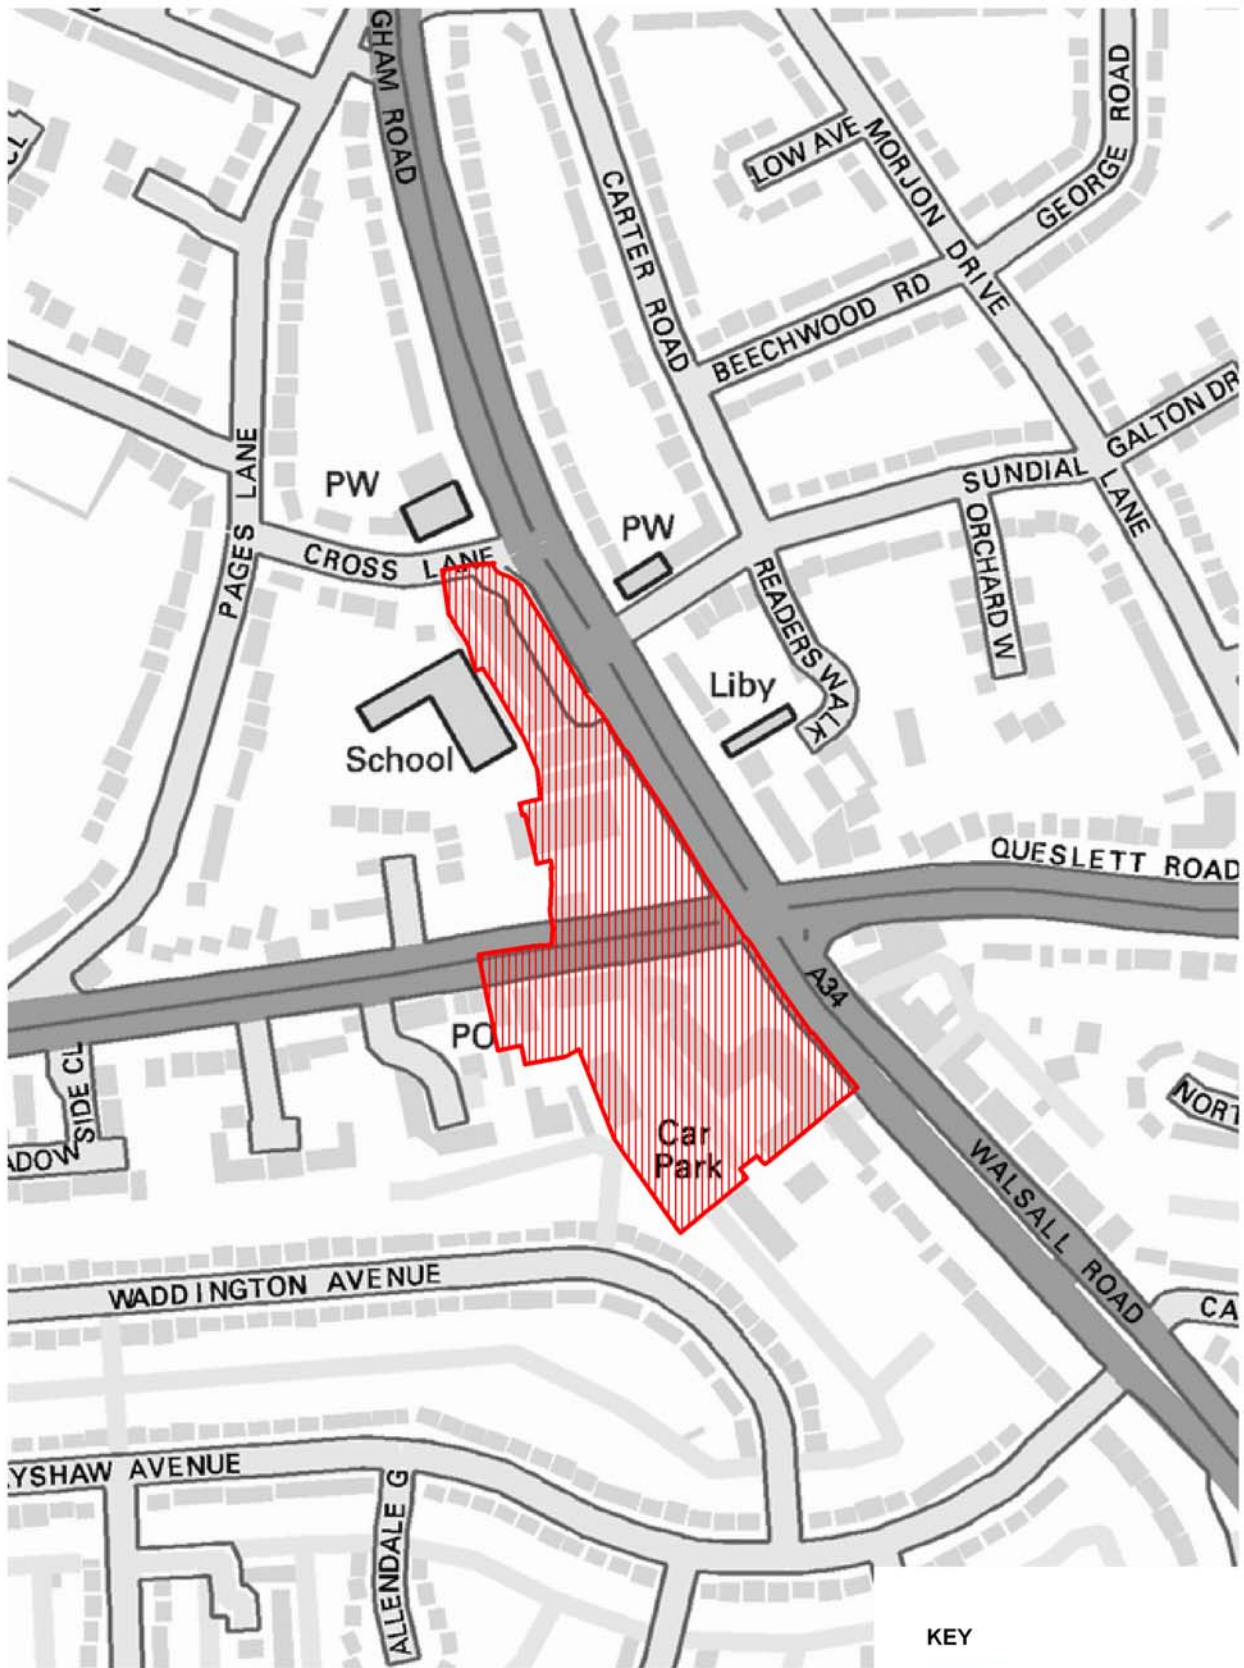 GHAM ROAD
CL
LOW AVE
MORJON DRIVE
GEORGE ROAD
CARTER ROAD
BEECHWOOD RD
GALTON DR
SUNDIAL LANE
ORCHARD W
PAGES LANE
PW
PW
CROSS LANE
READERS WALK
Liby
School
QUESLETT ROAD
A34
PO
SIDE CL
ADOW
Car
Park
NORT
WALSALL ROAD
WADDINGTON AVENUE
CA
YSHAW AVENUE
ALLENDALE G
KEY